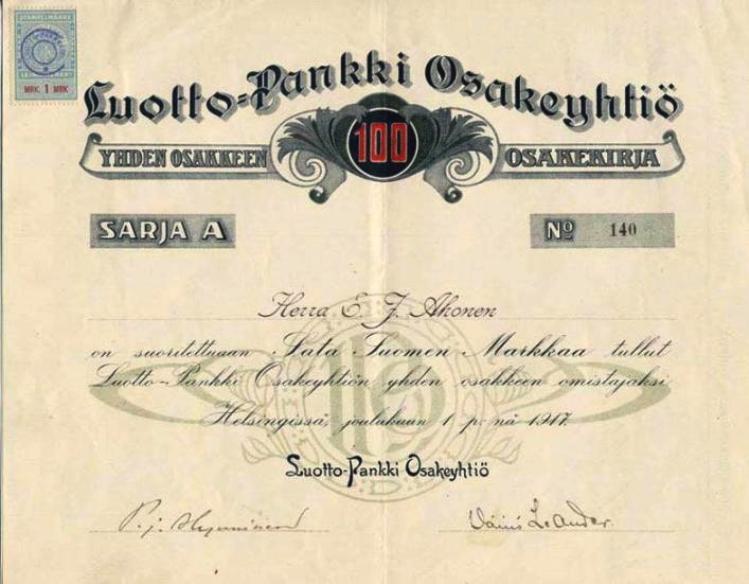 MRK. 1 MRK
Luotto-Pankki Osakeyhtiö
YHDEN OSAKKEEN 100 OSAKEKIRJA
SARJA A No 140
Herra E. J. Ahonen
on suoritettuaan Sata Suomen Markkaa tullut
Luotto-Pankki Osakeyhtiön yhden osakkeen omistajaksi
Helsingissä, joulukuun 1 p:nä 1917.
Luotto-Pankki Osakeyhtiö
P. J.
Väinö